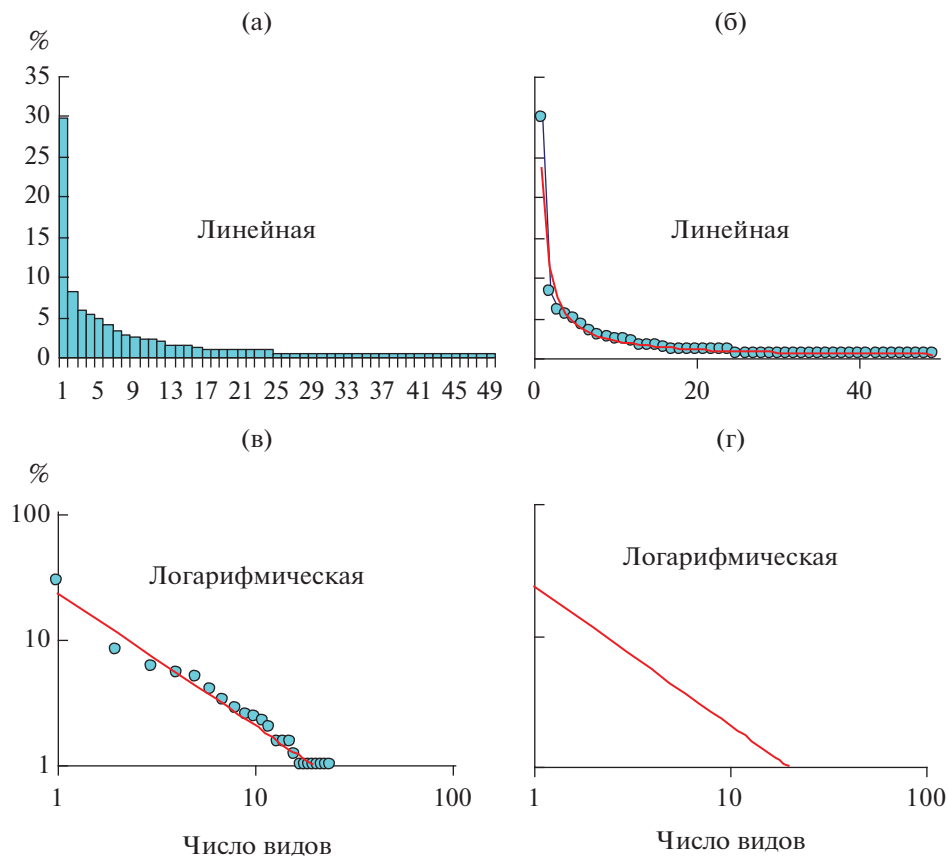 (а)
%
35
30
25
20
15
10
5
0
Линейная
1 5 9 13 17 21 25 29 33 37 41 45 49
(б)
Линейная
0 20 40
(в)
%
100
10
1
Логарифмическая
1 10 100
Число видов
(г)
Логарифмическая
1 10 100
Число видов